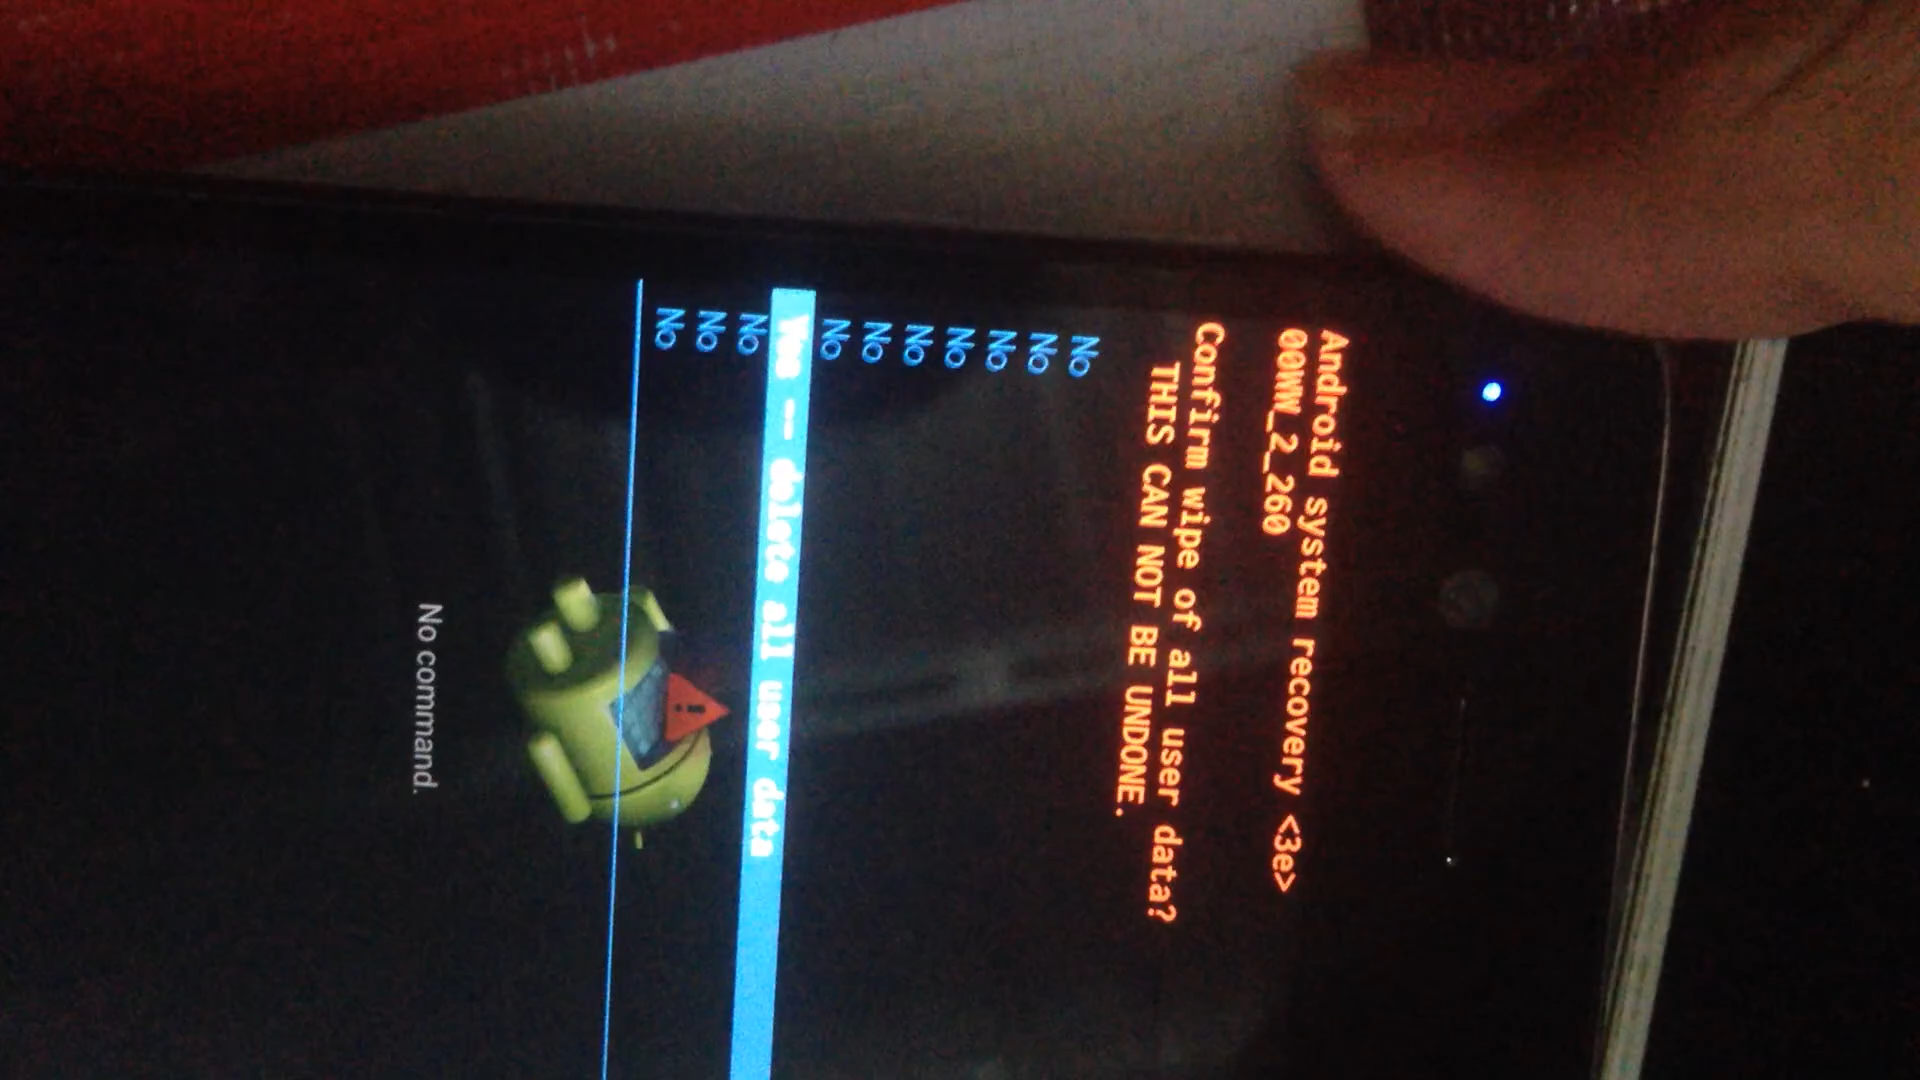 Android system recovery <3e>
00WW_2_260
Confirm wipe of all user data?
THIS CAN NOT BE UNDONE.
No
No
No
No
No
No
No
Yes -- delete all user data
No
No
No
No command.